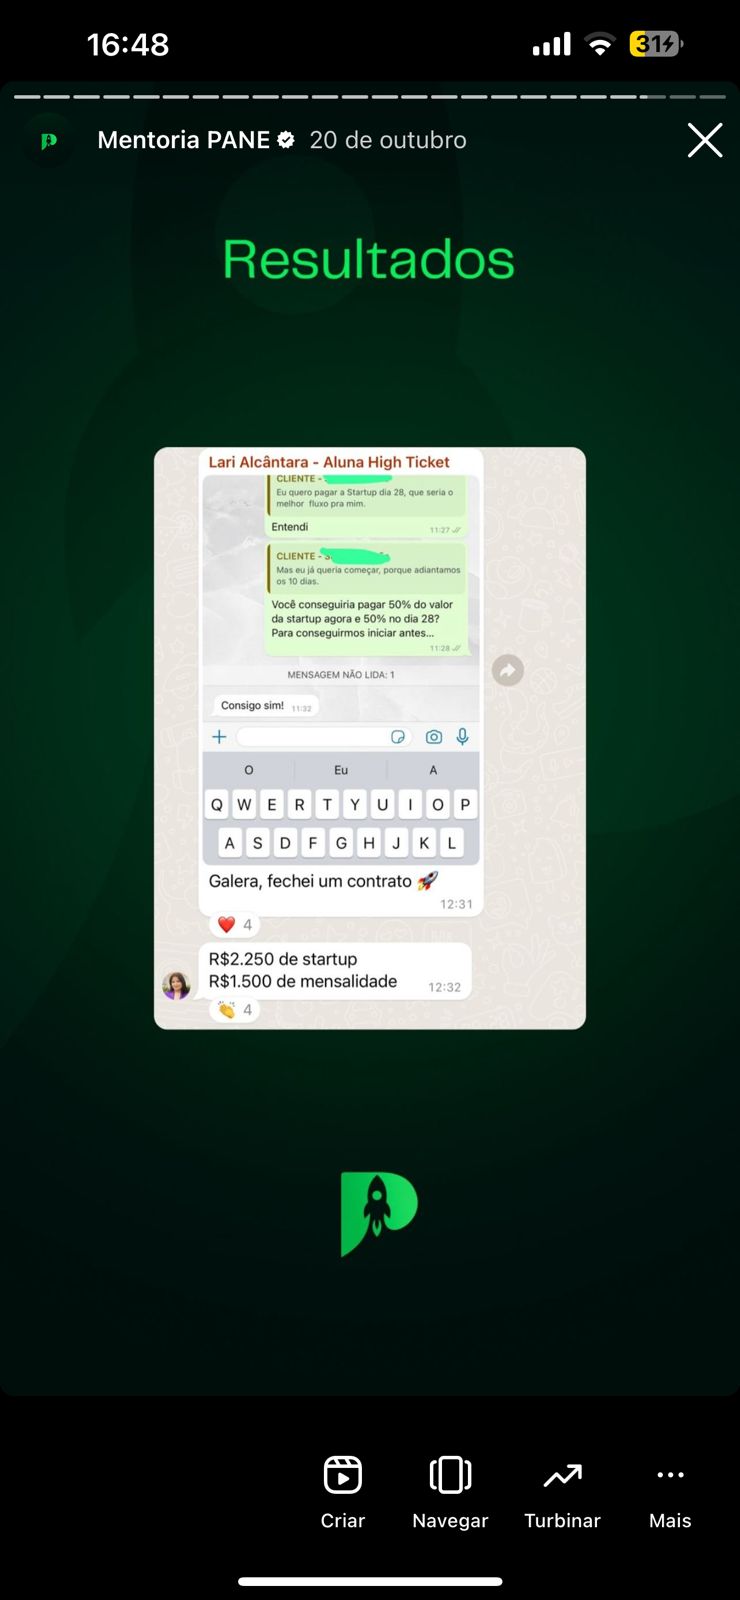 16:48
31
Mentoria PANE 20 de outubro
Resultados
Lari Alcântara - Aluna High Ticket
CLIENTE -
Eu quero pagar a Startup dia 28, que seria o
melhor fluxo pra mim.
Entendi
11:27
CLIENTE -
Mas eu já queria começar, porque adiantamos
os 10 dias.
Você conseguiria pagar 50% do valor
da startup agora e 50% no dia 28?
Para conseguirmos iniciar antes...
11:28
MENSAGEM NÃO LIDA: 1
Consigo sim! 11:32
O Eu A
Q W E R T Y U I O P
A S D F G H J K L
Galera, fechei um contrato 🚀
12:31
❤️ 4
R$2.250 de startup
R$1.500 de mensalidade 12:32
👏 4
Criar Navegar Turbinar Mais